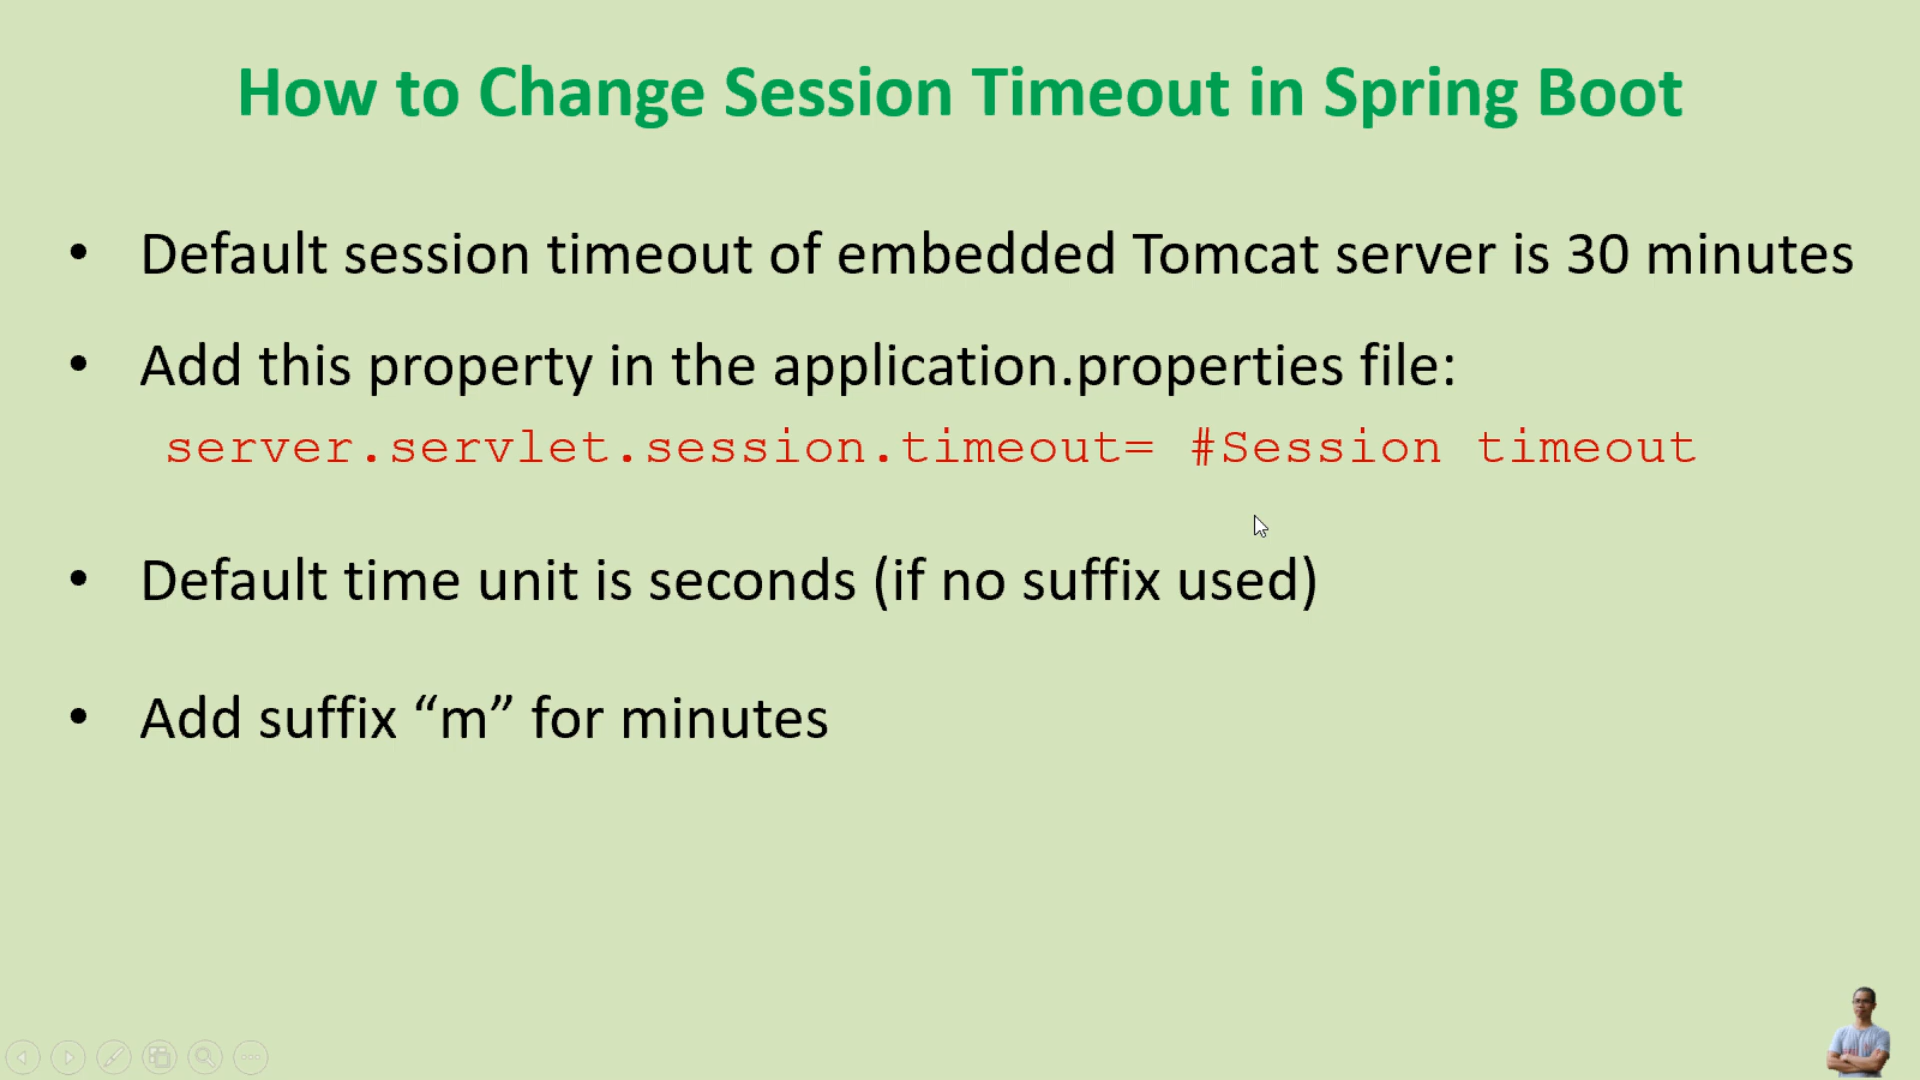 How to Change Session Timeout in Spring Boot
• Default session timeout of embedded Tomcat server is 30 minutes
• Add this property in the application.properties file:
server.servlet.session.timeout= #Session timeout
• Default time unit is seconds (if no suffix used)
• Add suffix “m” for minutes